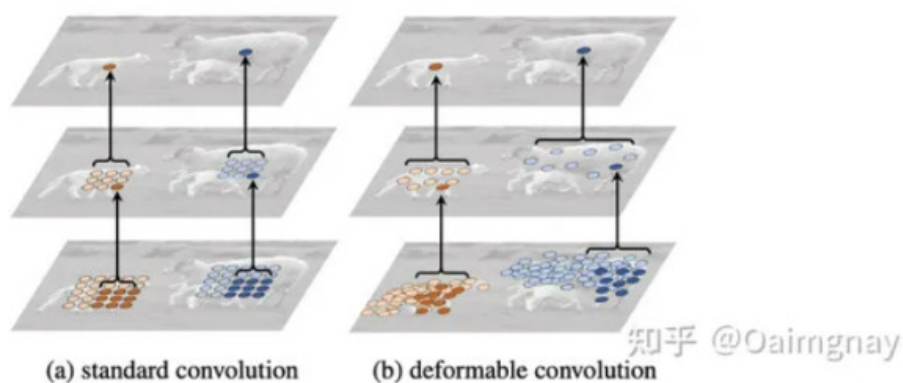 知乎 @Oaimgnay
(a) standard convolution
(b) deformable convolution